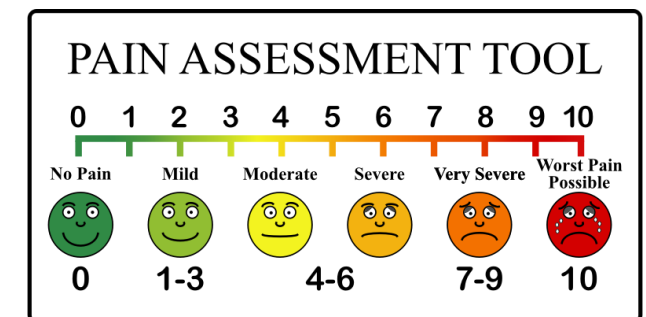 PAIN ASSESSMENT TOOL
0 1 2 3 4 5 6 7 8 9 10
No Pain Mild Moderate Severe Very Severe Worst Pain
Possible
0 1-3 4-6 7-9 10